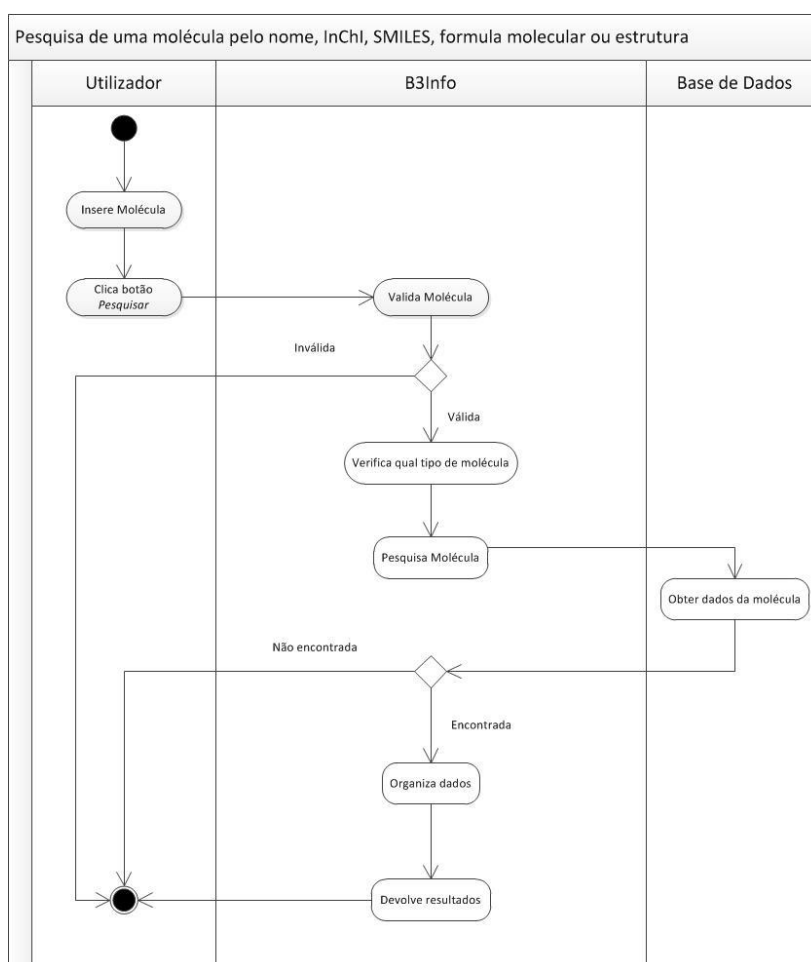 Pesquisa de uma molécula pelo nome, InChI, SMILES, formula molecular ou estrutura
Utilizador
B3Info
Base de Dados
Insere Molécula
Clica botão
Pesquisar
Valida Molécula
Inválida
Válida
Verifica qual tipo de molécula
Pesquisa Molécula
Obter dados da molécula
Não encontrada
Encontrada
Organiza dados
Devolve resultados